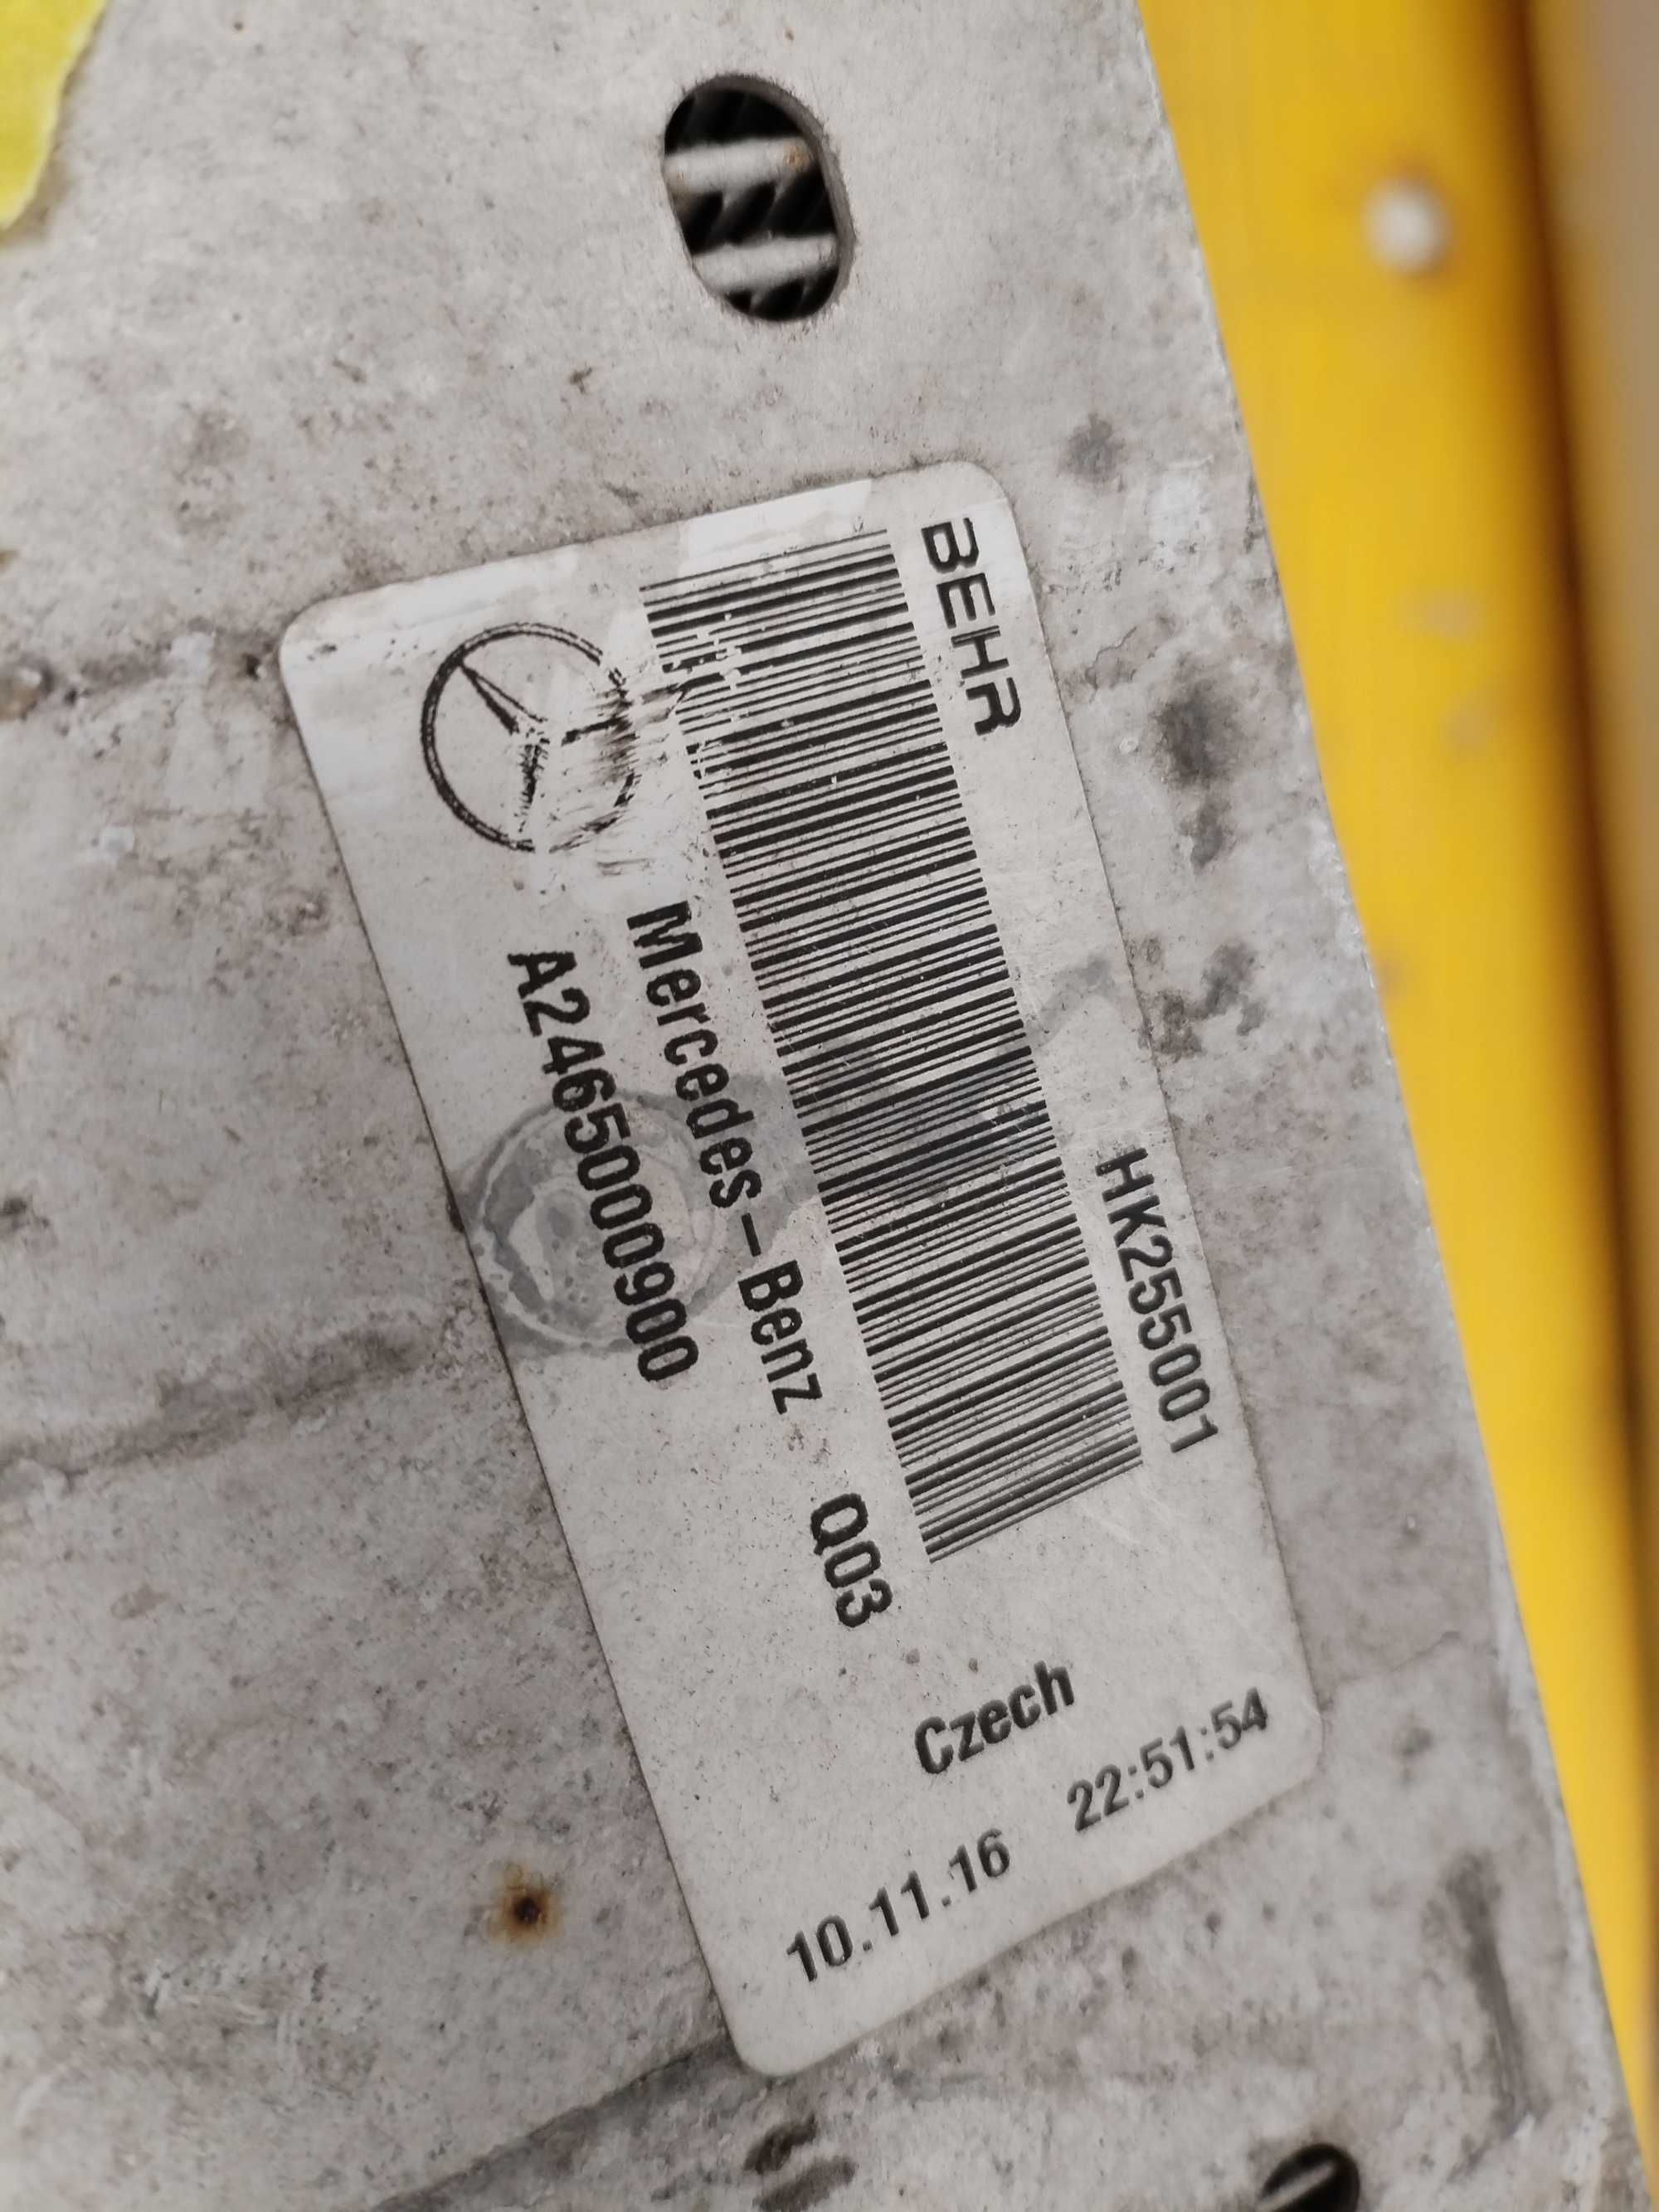 BEHR HK255001
Mercedes-Benz Q03
A2465000900
Czech
10.11.16 22:51:54